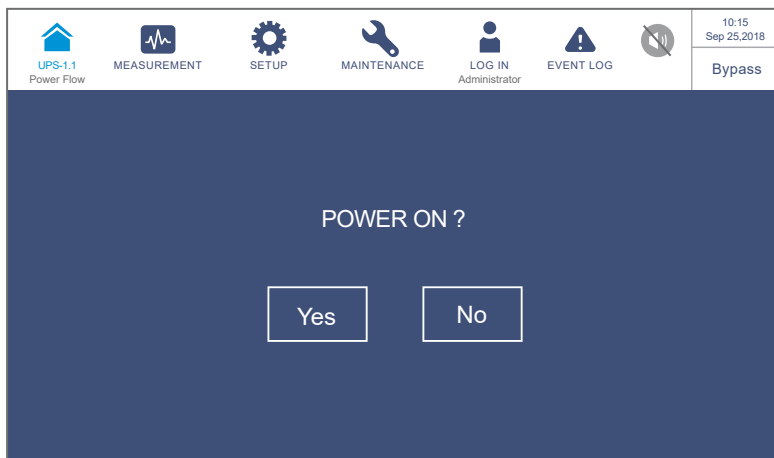 UPS-1.1
Power Flow
MEASUREMENT
SETUP
MAINTENANCE
LOG IN
Administrator
EVENT LOG
10:15
Sep 25,2018
Bypass
POWER ON ?
Yes
No